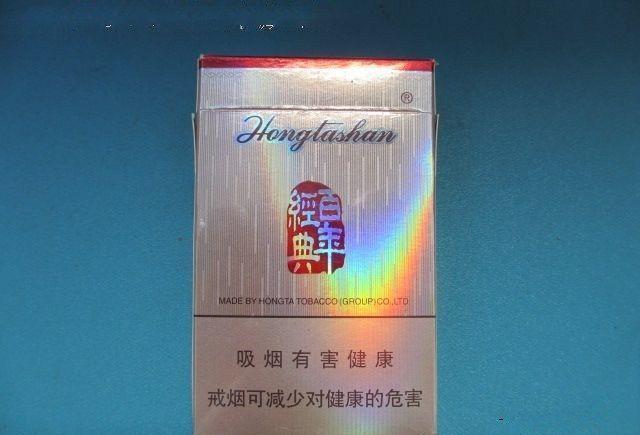 ®
Hongtashan
百年
經典
MADE BY HONGTA TOBACCO (GROUP) CO.,LTD
吸烟有害健康
戒烟可减少对健康的危害